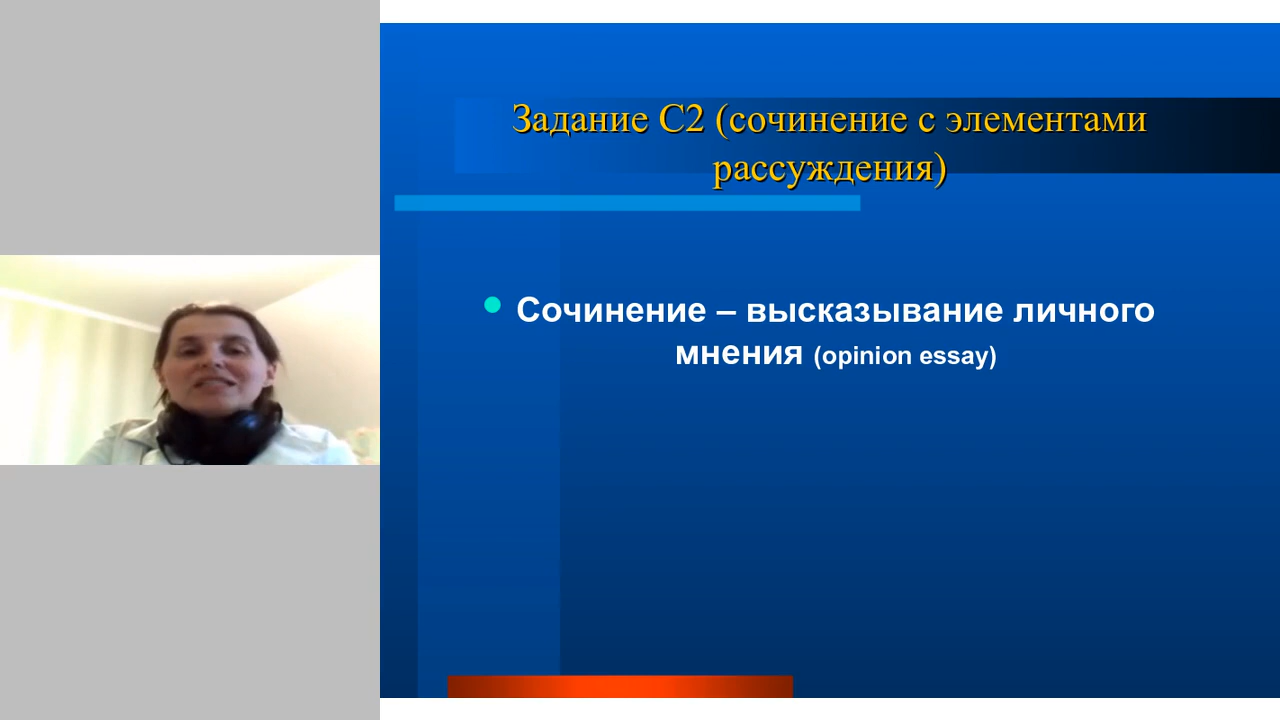 Задание С2 (сочинение с элементами
рассуждения)
Сочинение – высказывание личного
мнения (opinion essay)